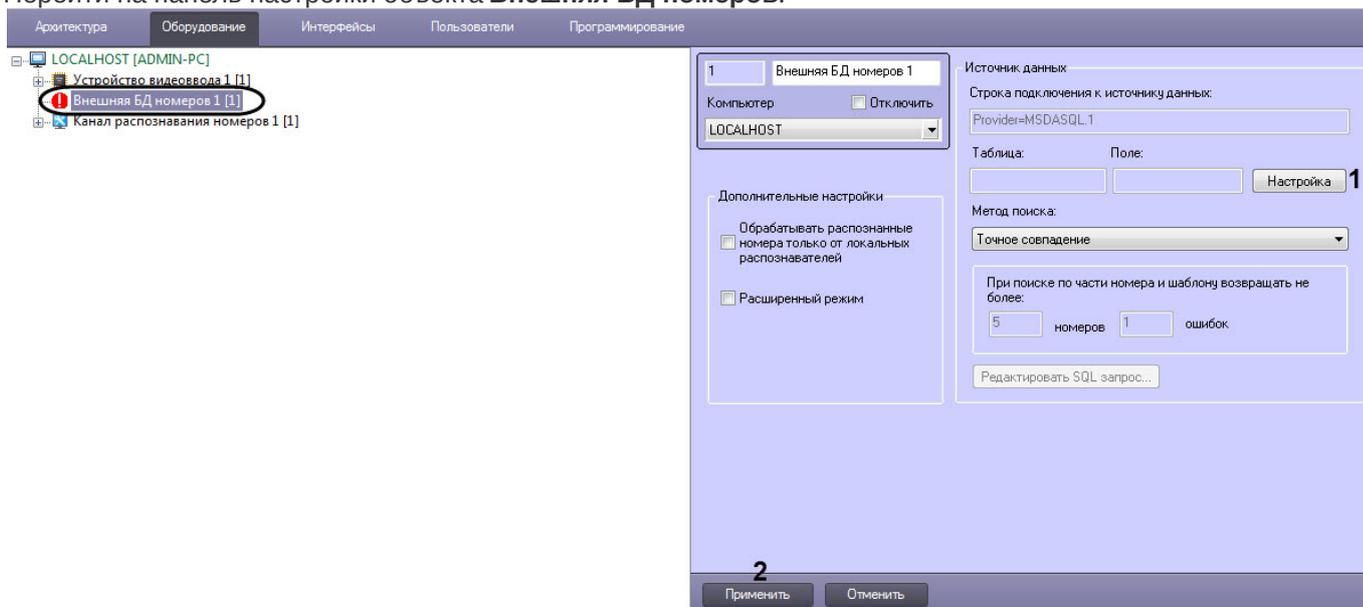 Перейти на панель настройки объекта Внешняя БД номеров.
Архитектура Оборудование Интерфейсы Пользователи Программирование
LOCALHOST [ADMIN-PC]
Устройство видеоввода 1 [1]
Внешняя БД номеров 1 [1]
Канал распознавания номеров 1 [1]
1 Внешняя БД номеров 1
Компьютер Отключить
LOCALHOST
Дополнительные настройки
Обрабатывать распознанные
номера только от локальных
распознавателей
Расширенный режим
Источник данных
Строка подключения к источнику данных:
Provider=MSDASQL.1
Таблица: Поле:
Настройка 1
Метод поиска:
Точное совпадение
При поиске по части номера и шаблону возвращать не
более:
5 номеров 1 ошибок
Редактировать SQL запрос...
2
Применить Отменить